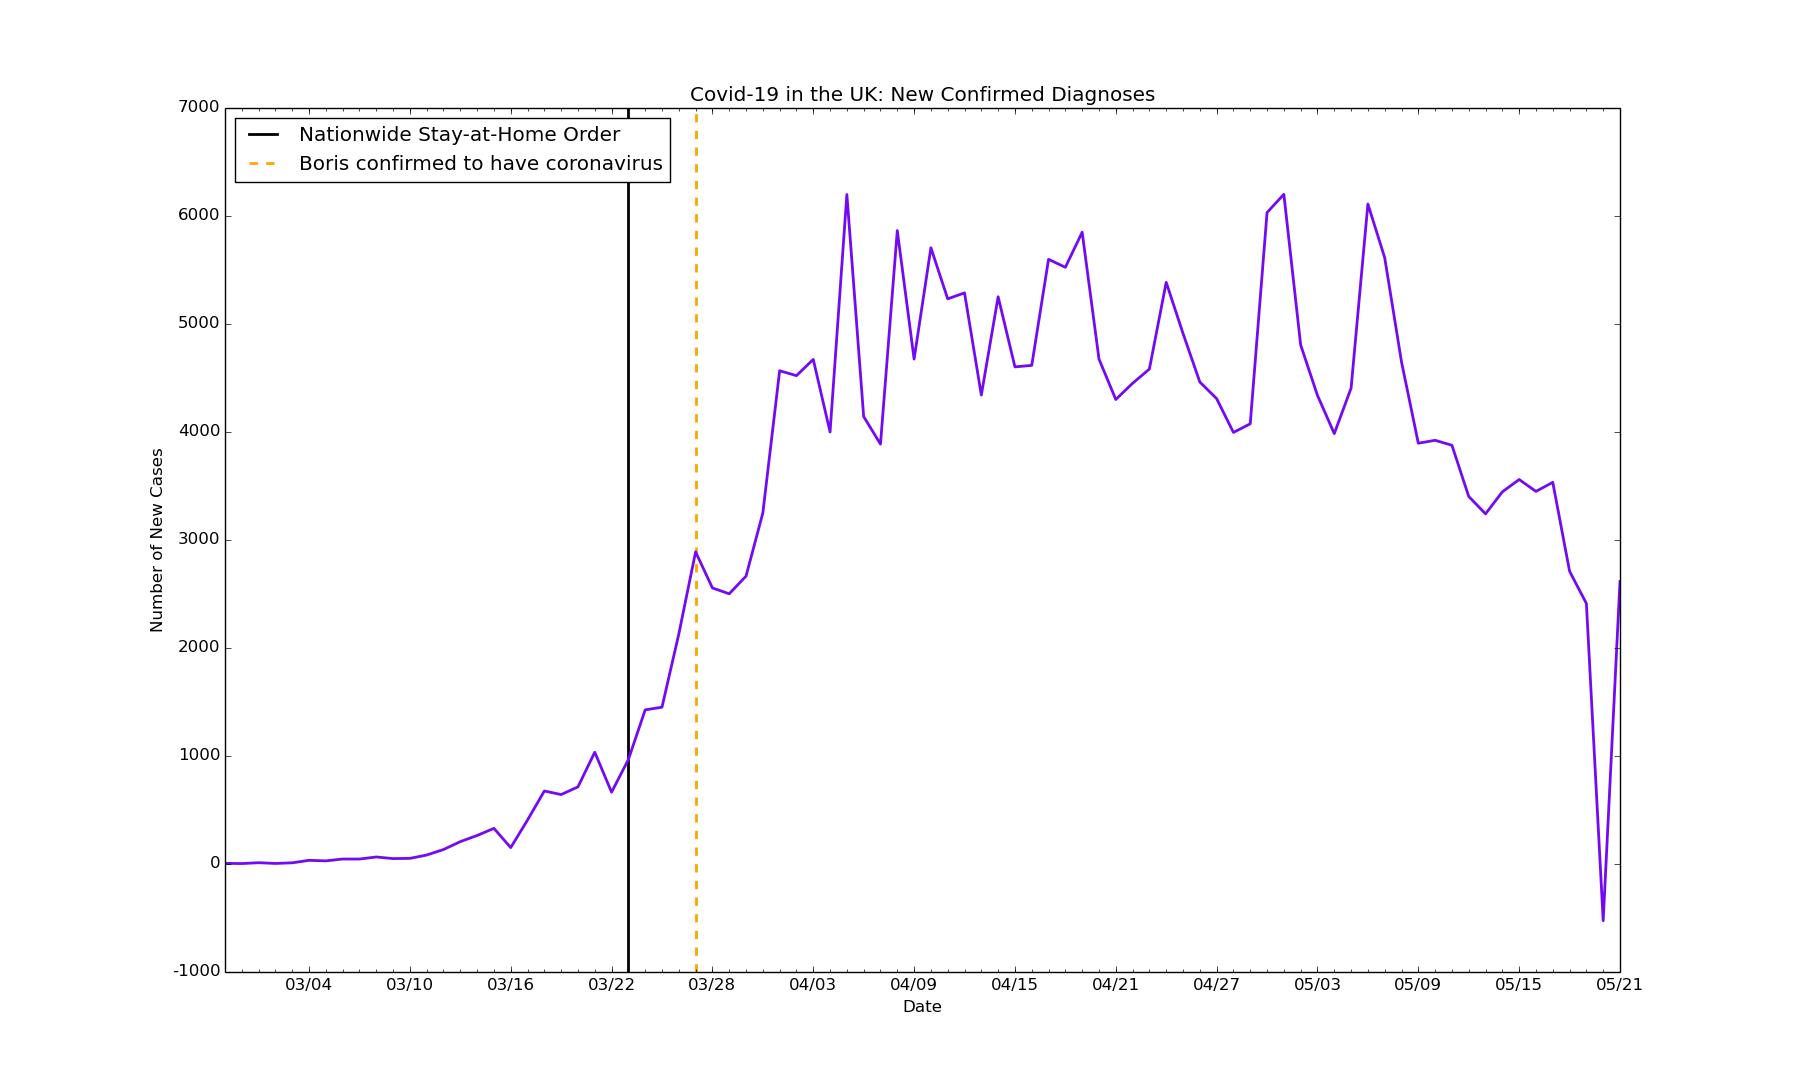 Covid-19 in the UK: New Confirmed Diagnoses
Nationwide Stay-at-Home Order
Boris confirmed to have coronavirus
7000
6000
5000
4000
3000
2000
1000
0
-1000
Number of New Cases
03/04 03/10 03/16 03/22 03/28 04/03 04/09 04/15 04/21 04/27 05/03 05/09 05/15 05/21
Date